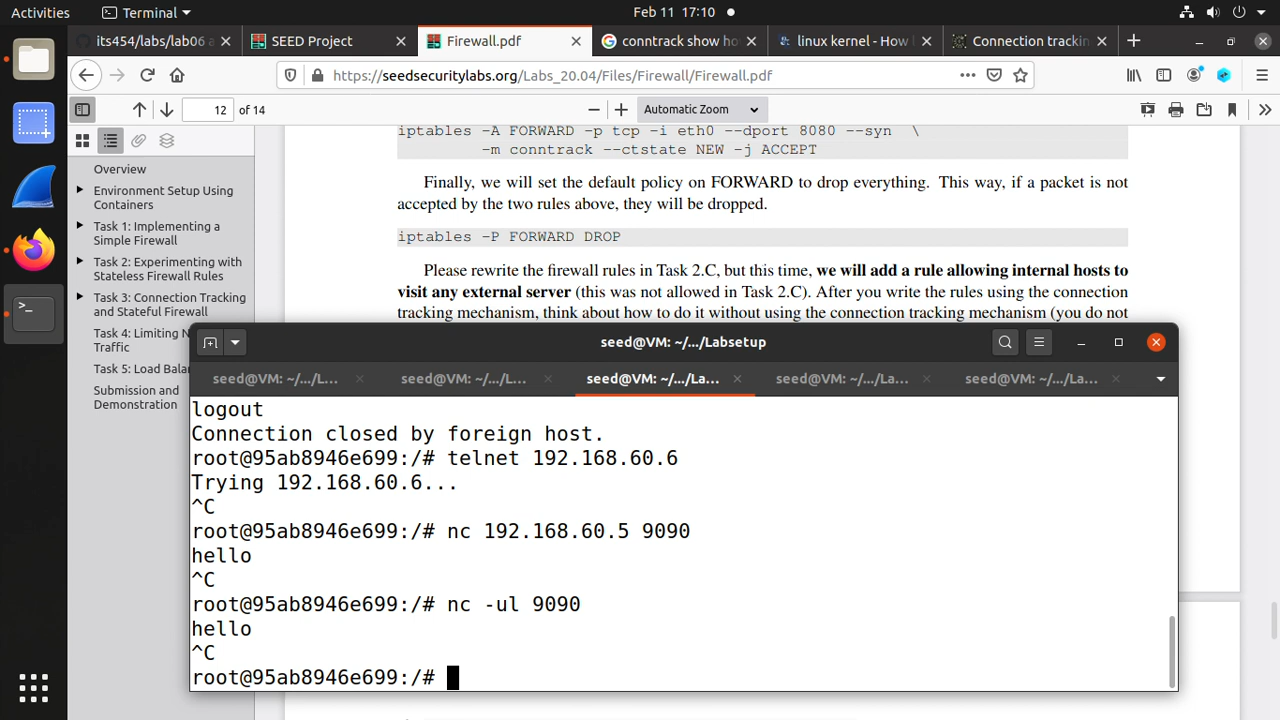 Activities
Terminal
Feb 11 17:10
its454/labs/lab06 a
SEED Project
Firewall.pdf
conntrack show ho
linux kernel - How
Connection trackin
https://seedsecuritylabs.org/Labs_20.04/Files/Firewall/Firewall.pdf
12 of 14
Automatic Zoom
Overview
Environment Setup Using
Containers
Task 1: Implementing a
Simple Firewall
Task 2: Experimenting with
Stateless Firewall Rules
Task 3: Connection Tracking
and Stateful Firewall
Task 4: Limiting N
Traffic
Task 5: Load Bala
Submission and
Demonstration
iptables -A FORWARD -p tcp -i eth0 --dport 8080 --syn \
-m conntrack --ctstate NEW -j ACCEPT
Finally, we will set the default policy on FORWARD to drop everything. This way, if a packet is not
accepted by the two rules above, they will be dropped.
iptables -P FORWARD DROP
Please rewrite the firewall rules in Task 2.C, but this time, we will add a rule allowing internal hosts to
visit any external server (this was not allowed in Task 2.C). After you write the rules using the connection
tracking mechanism, think about how to do it without using the connection tracking mechanism (you do not
seed@VM: ~/.../Labsetup
seed@VM: ~/.../L...
seed@VM: ~/.../L...
seed@VM: ~/.../La...
seed@VM: ~/.../La...
seed@VM: ~/.../La...
logout
Connection closed by foreign host.
root@95ab8946e699:/# telnet 192.168.60.6
Trying 192.168.60.6...
^C
root@95ab8946e699:/# nc 192.168.60.5 9090
hello
^C
root@95ab8946e699:/# nc -ul 9090
hello
^C
root@95ab8946e699:/#